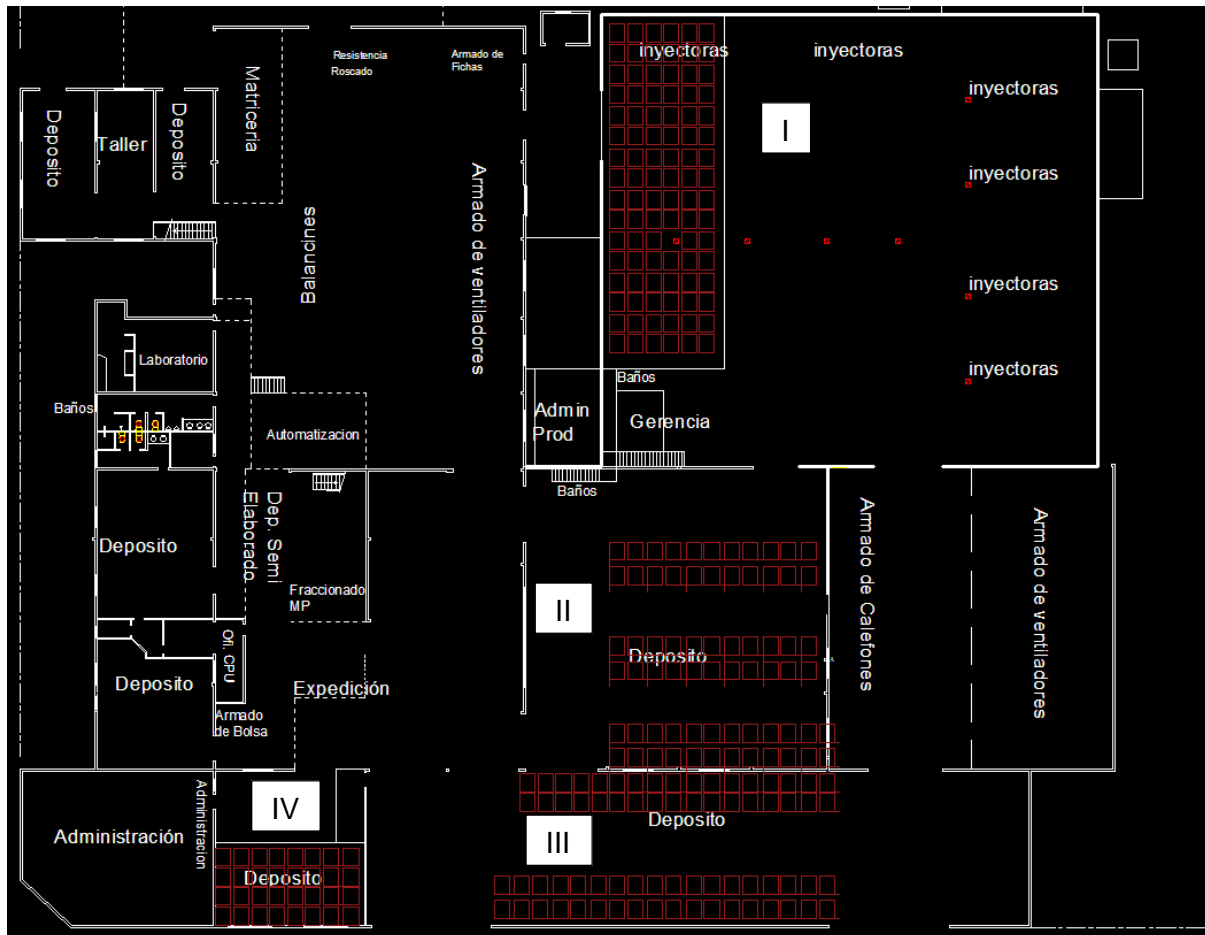 Resistencia
Roscado
Armado de
Fichas
inyectoras
inyectoras
inyectoras
Matriceria
Deposito
Taller
Deposito
I
inyectoras
Armado de ventiladores
Balancines
inyectoras
Laboratorio
inyectoras
Baños
Baños
Admin
Prod
Gerencia
Automatizacion
Baños
Dep. Semi
Elaborado
Deposito
Fraccionado
MP
II
Armado de Calefones
Armado de ventiladores
Ofi. CPU
Deposito
Deposito
Expedición
Armado
de Bolsa
IV
Administracion
Administración
III
Deposito
Deposito